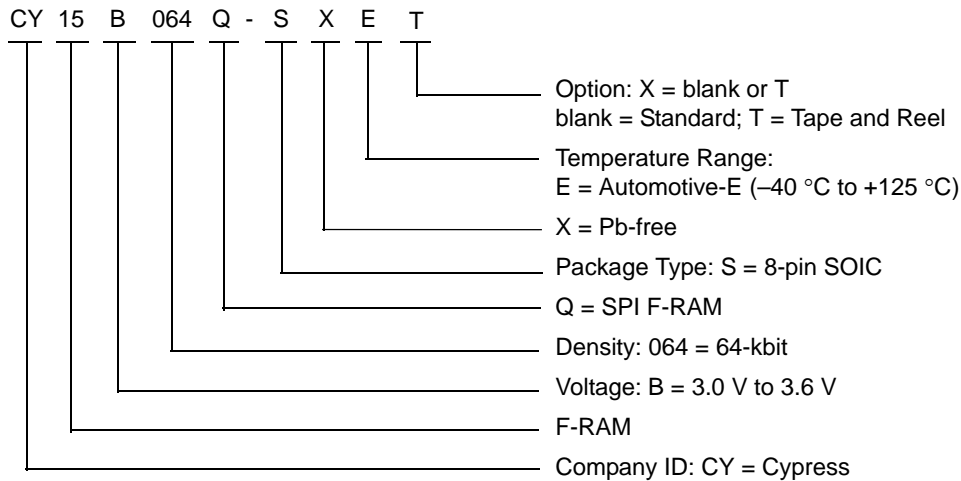 CY 15 B 064 Q - S X E T
Option: X = blank or T
blank = Standard; T = Tape and Reel
Temperature Range:
E = Automotive-E (–40 °C to +125 °C)
X = Pb-free
Package Type: S = 8-pin SOIC
Q = SPI F-RAM
Density: 064 = 64-kbit
Voltage: B = 3.0 V to 3.6 V
F-RAM
Company ID: CY = Cypress